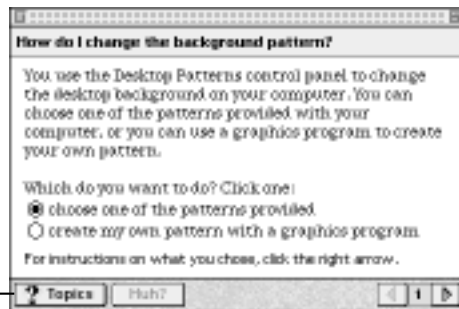 How do I change the background pattern?
You use the Desktop Patterns control panel to change
the desktop background on your computer. You can
choose one of the patterns provided with your
computer, or you can use a graphics program to create
your own pattern.
Which do you want to do? Click one:
choose one of the patterns provided
create my own pattern with a graphics program
For instructions on what you chose, click the right arrow.
? Topics Huh? 1